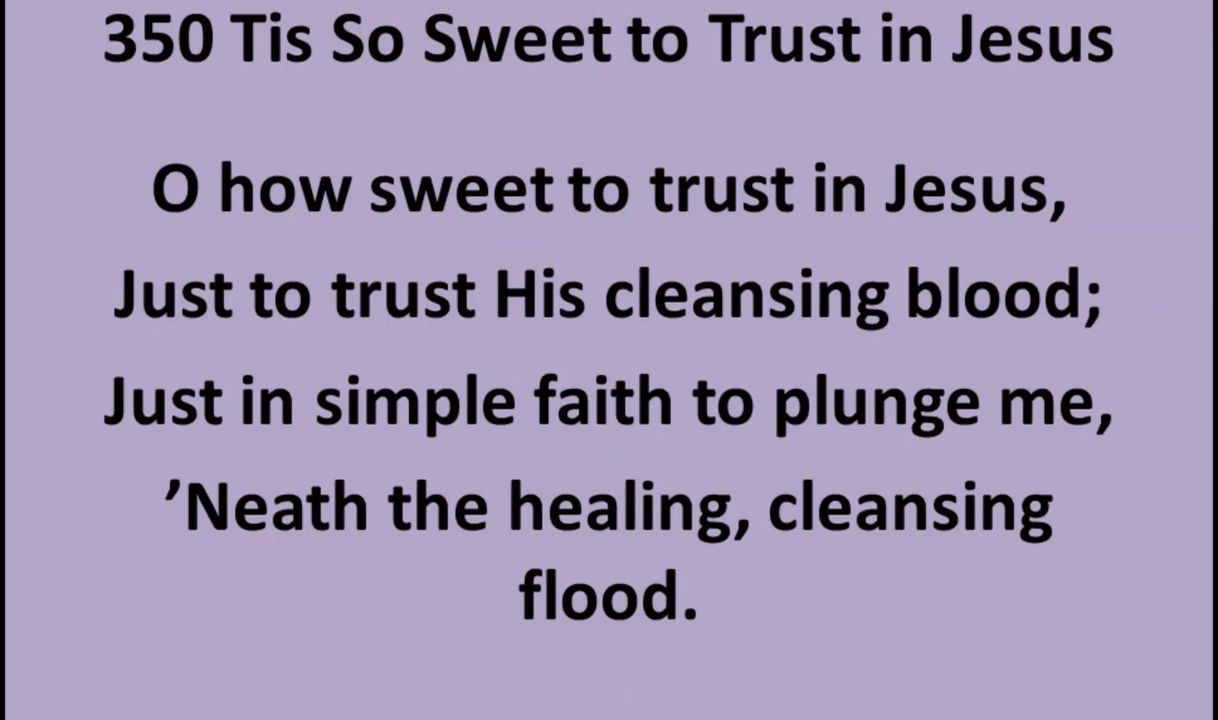 350 Tis So Sweet to Trust in Jesus
O how sweet to trust in Jesus,
Just to trust His cleansing blood;
Just in simple faith to plunge me,
’Neath the healing, cleansing
flood.